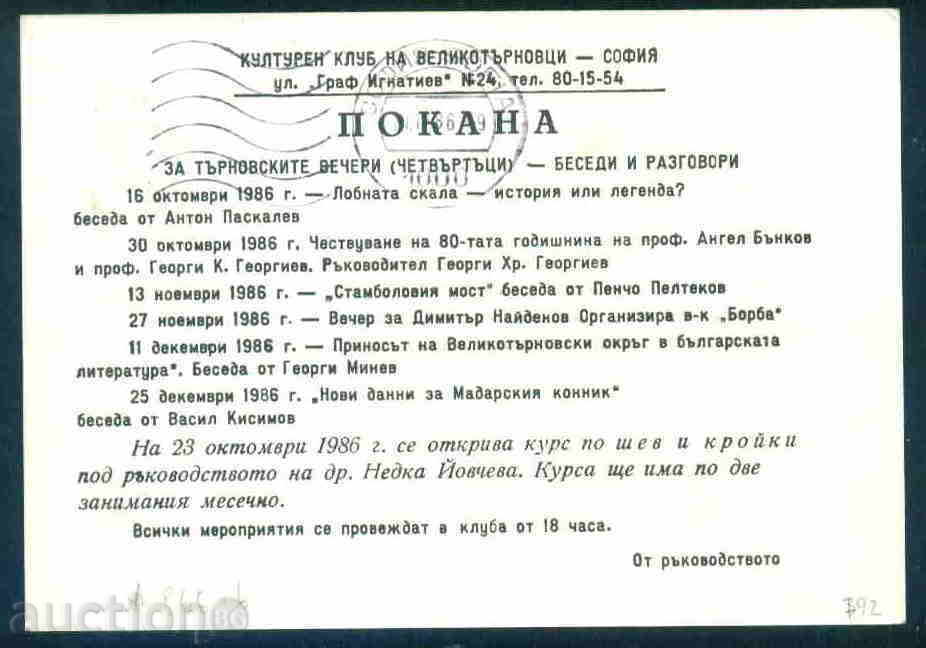 КУЛТУРЕН КЛУБ НА ВЕЛИКОТЪРНОВЦИ — СОФИЯ
ул. „Граф Игнатиев“ №24, тел. 80-15-54
ПОКАНА
ЗА ТЪРНОВСКИТЕ ВЕЧЕРИ (ЧЕТВЪРТЪЦИ) — БЕСЕДИ И РАЗГОВОРИ
16 октомври 1986 г. — Лобната скала — история или легенда?
беседа от Антон Паскалев
30 октомври 1986 г. Честване на 80-тата годишнина на проф. Ангел Бънков
и проф. Георги К. Георгиев. Ръководител Георги Хр. Георгиев
13 ноември 1986 г. — „Стамболовия мост“ беседа от Пенчо Пелтеков
27 ноември 1986 г. — Вечер за Димитър Найденов Организира в-к „Борба“
11 декември 1986 г. — Приносът на Великотърновски окръг в българската
литература“. Беседа от Георги Минев
25 декември 1986 г. „Нови данни за Мадарския конник“
беседа от Васил Кисимов
На 23 октомври 1986 г. се открива курс по шев и кройки
под ръководството на др. Недка Йовчева. Курса ще има по две
занимания месечно.
Всички мероприятия се провеждат в клуба от 18 часа.
От ръководството
1000
auction.bg
392